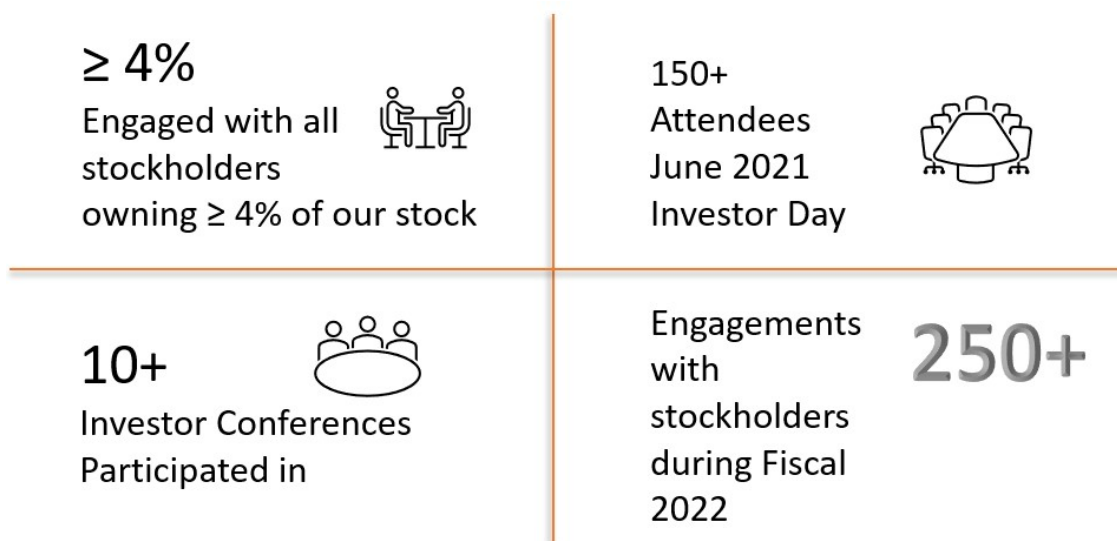 ≥ 4%
Engaged with all
stockholders
owning ≥ 4% of our stock
150+
Attendees
June 2021
Investor Day
10+
Investor Conferences
Participated in
Engagements
with
stockholders
during Fiscal
2022
250+